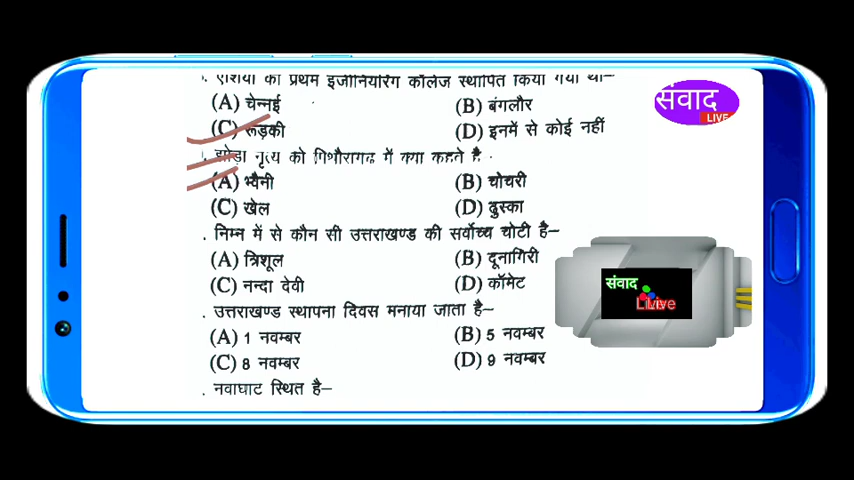 . एशिया का प्रथम इंजीनियरिंग कॉलेज स्थापित किया गया था–
(A) चेन्नई (B) बंगलौर
(C) रूड़की (D) इनमें से कोई नहीं
. झोड़ा नृत्य को पिथौरागढ़ में क्या कहते है
(A) भ्वैनी (B) चोचरी
(C) खेल (D) ढुस्का
. निम्न में से कौन सी उत्तराखण्ड की सर्वोच्च चोटी है–
(A) त्रिशूल (B) दूनागिरी
(C) नन्दा देवी (D) कॉमेट
. उत्तराखण्ड स्थापना दिवस मनाया जाता है–
(A) 1 नवम्बर (B) 5 नवम्बर
(C) 8 नवम्बर (D) 9 नवम्बर
. नवाघाट स्थित है–
संवाद
LIVE
संवाद
Live